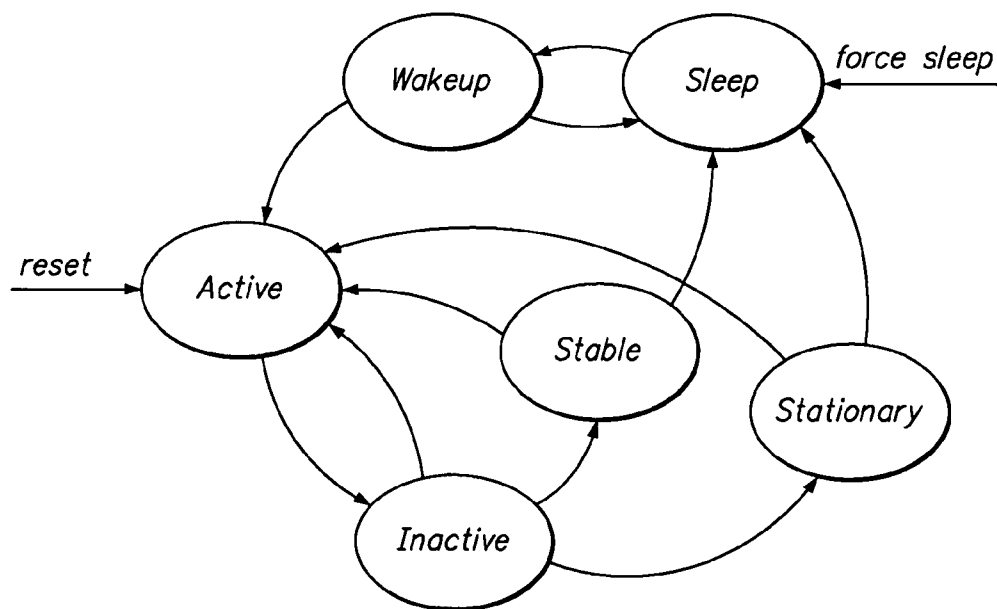 Wakeup
Sleep
force sleep
reset
Active
Stable
Stationary
Inactive